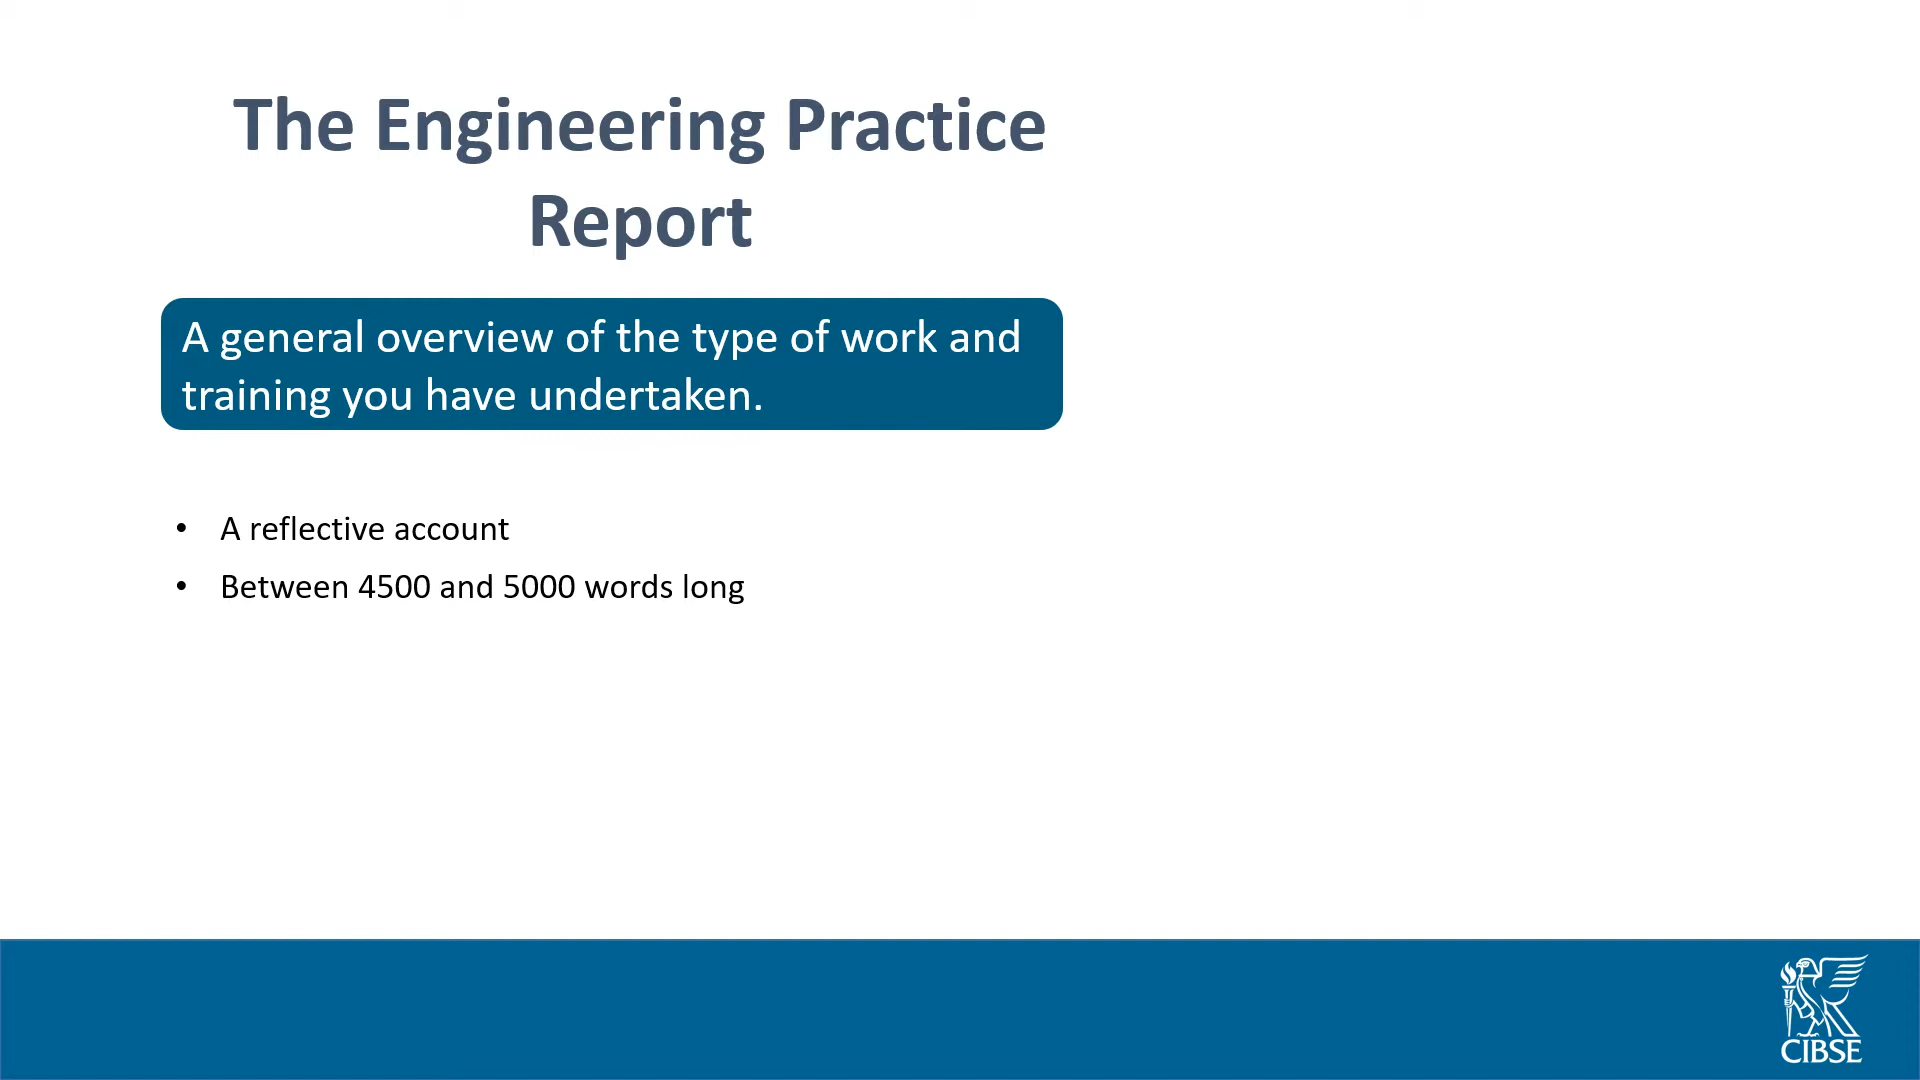 The Engineering Practice
Report
A general overview of the type of work and
training you have undertaken.
• A reflective account
• Between 4500 and 5000 words long
CIBSE